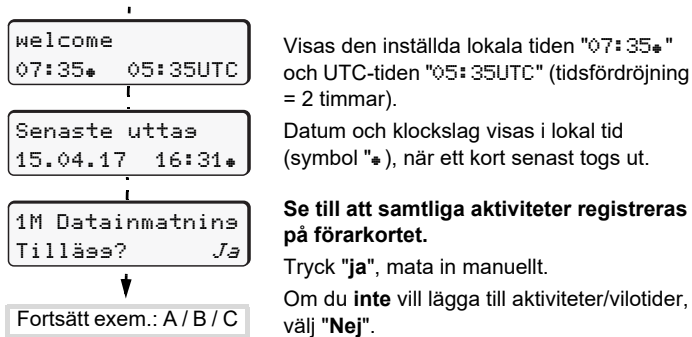 welcome
07:35• 05:35UTC
Visas den inställda lokala tiden "07:35•"
och UTC-tiden "05:35UTC" (tidsfördröjning
= 2 timmar).
Senaste uttag
15.04.17 16:31•
Datum och klockslag visas i lokal tid
(symbol "• ), när ett kort senast togs ut.
1M Datainmatning
Tillägg? Ja
Se till att samtliga aktiviteter registreras
på förarkortet.
Tryck "ja", mata in manuellt.
Om du inte vill lägga till aktiviteter/vilotider,
välj "Nej".
Fortsätt exem.: A / B / C